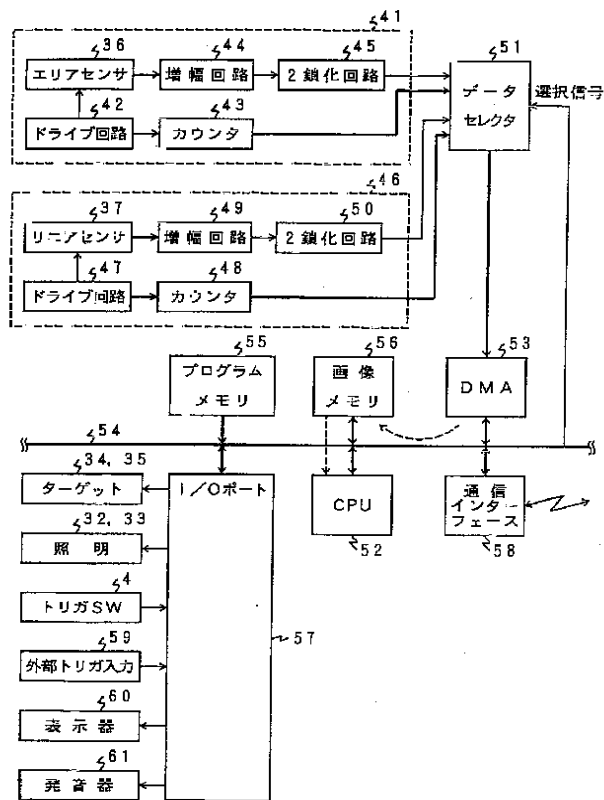 41
36
44
45
51
エリアセンサ
増幅回路
2鎖化回路
データ
セレクタ
選択信号
42
43
ドライブ回路
カウンタ
46
37
49
50
リニアセンサ
増幅回路
2鎖化回路
47
48
ドライブ回路
カウンタ
55
56
53
プログラム
メモリ
画像
メモリ
DMA
54
34, 35
ターゲット
I/Oポート
CPU
52
通信
インター
フェース
58
32, 33
照明
4
トリガSW
57
59
外部トリガ入力
60
表示器
61
発音器